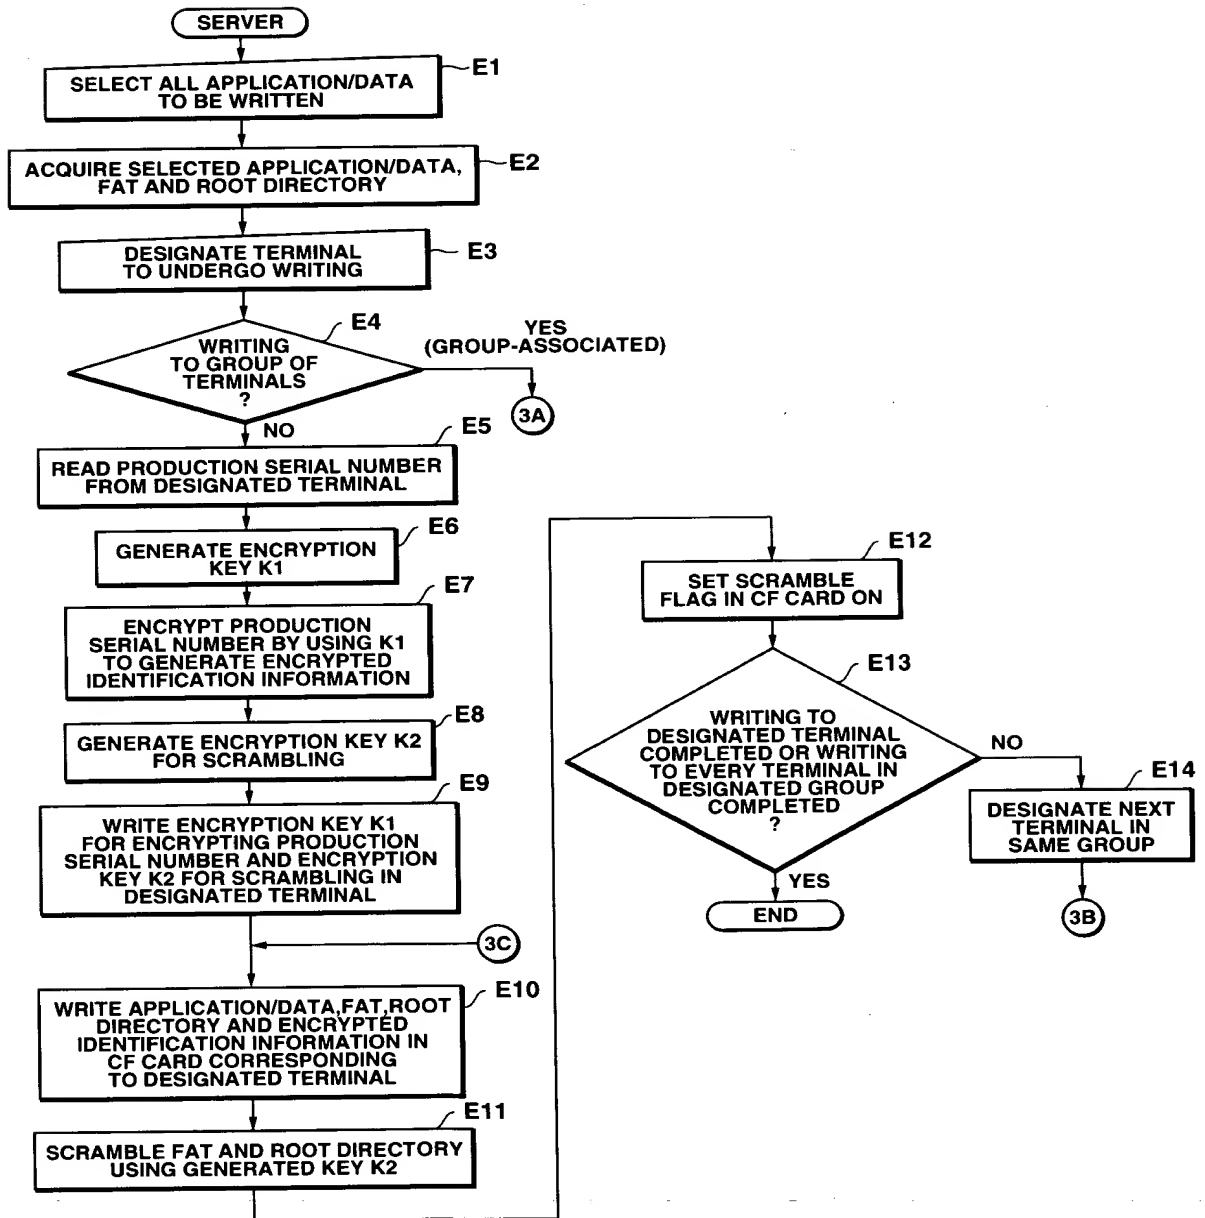 SERVER
E1
SELECT ALL APPLICATION/DATA
TO BE WRITTEN
E2
ACQUIRE SELECTED APPLICATION/DATA,
FAT AND ROOT DIRECTORY
E3
DESIGNATE TERMINAL
TO UNDERGO WRITING
E4
WRITING
TO GROUP OF
TERMINALS
?
YES
(GROUP-ASSOCIATED)
3A
NO
E5
READ PRODUCTION SERIAL NUMBER
FROM DESIGNATED TERMINAL
E6
GENERATE ENCRYPTION
KEY K1
E7
ENCRYPT PRODUCTION
SERIAL NUMBER BY USING K1
TO GENERATE ENCRYPTED
IDENTIFICATION INFORMATION
E8
GENERATE ENCRYPTION KEY K2
FOR SCRAMBLING
E9
WRITE ENCRYPTION KEY K1
FOR ENCRYPTING PRODUCTION
SERIAL NUMBER AND ENCRYPTION
KEY K2 FOR SCRAMBLING IN
DESIGNATED TERMINAL
3C
E10
WRITE APPLICATION/DATA,FAT,ROOT
DIRECTORY AND ENCRYPTED
IDENTIFICATION INFORMATION IN
CF CARD CORRESPONDING
TO DESIGNATED TERMINAL
E11
SCRAMBLE FAT AND ROOT DIRECTORY
USING GENERATED KEY K2
E12
SET SCRAMBLE
FLAG IN CF CARD ON
E13
WRITING TO
DESIGNATED TERMINAL
COMPLETED OR WRITING
TO EVERY TERMINAL IN
DESIGNATED GROUP
COMPLETED
?
NO
E14
DESIGNATE NEXT
TERMINAL IN
SAME GROUP
3B
YES
END